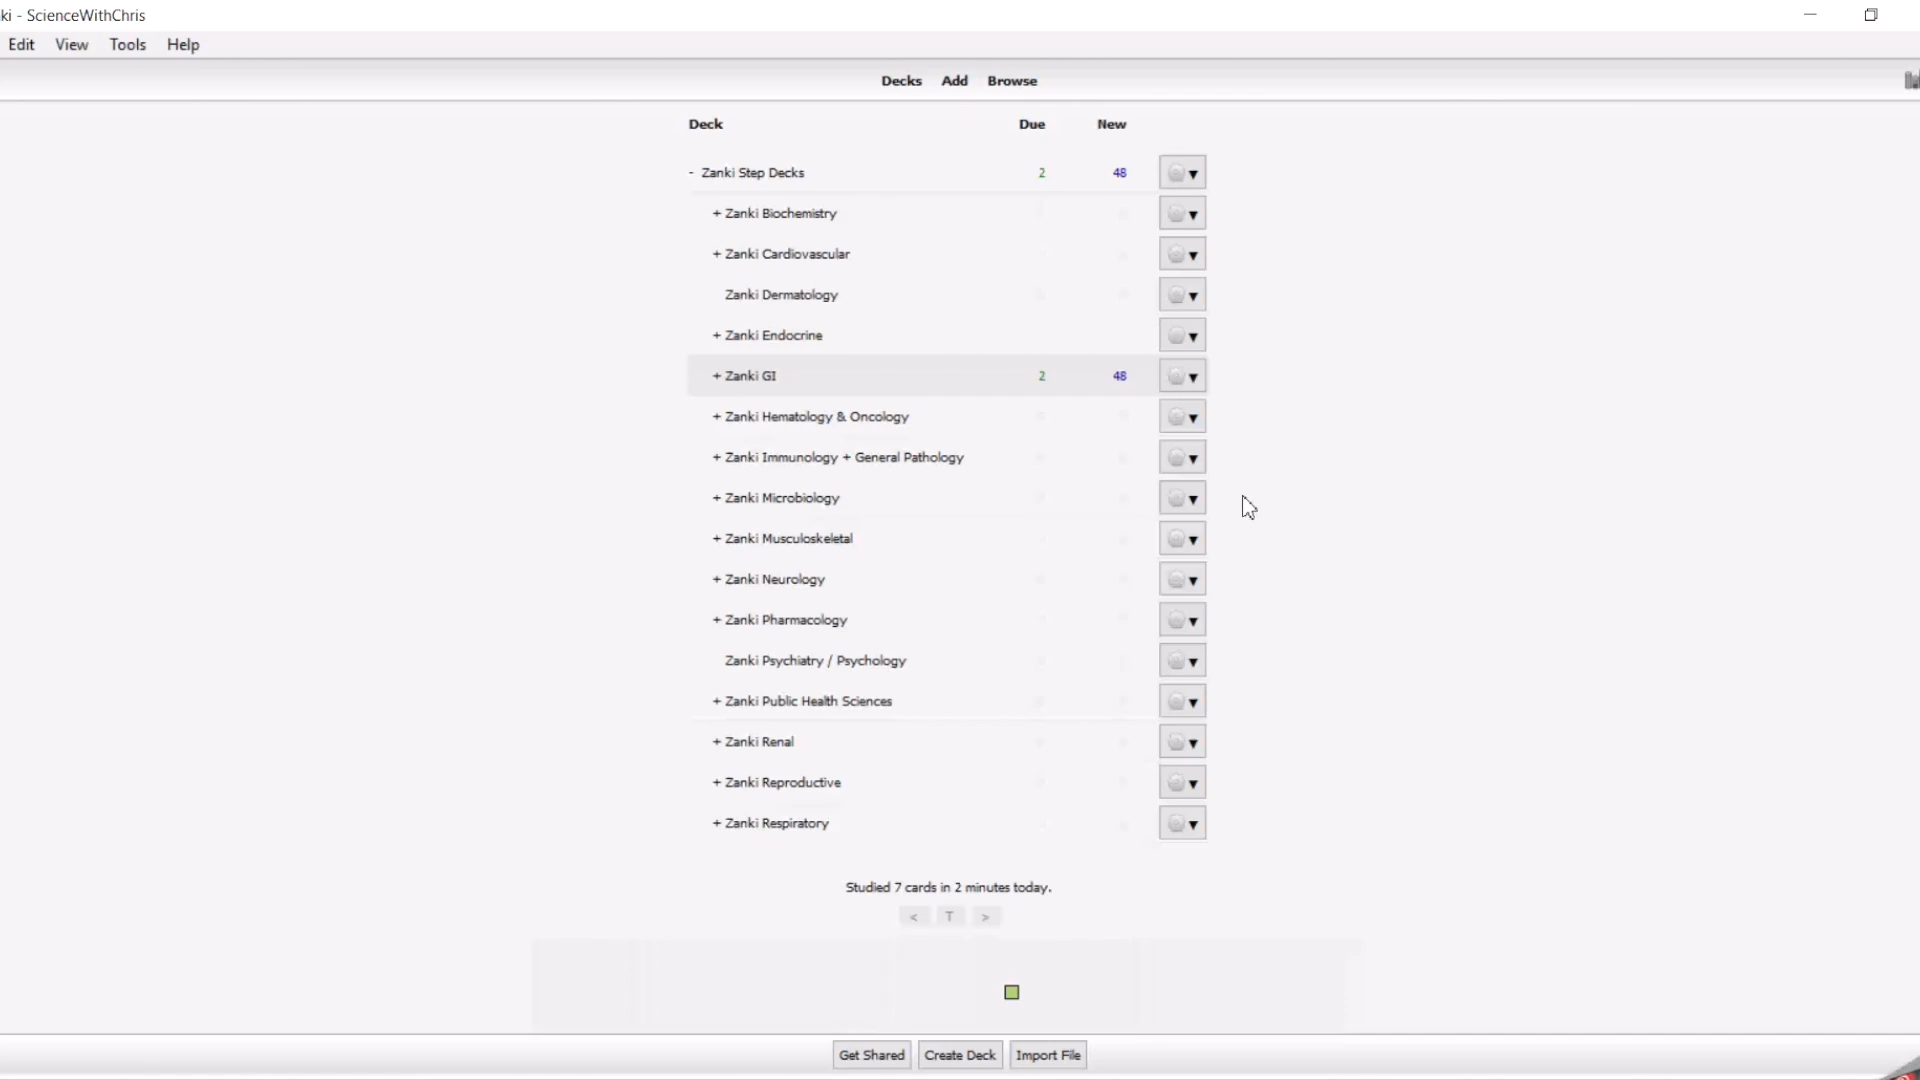 ki - ScienceWithChris
Edit View Tools Help
Decks Add Browse
Deck Due New
- Zanki Step Decks 2 48
+ Zanki Biochemistry
+ Zanki Cardiovascular
Zanki Dermatology
+ Zanki Endocrine
+ Zanki GI 2 48
+ Zanki Hematology & Oncology
+ Zanki Immunology + General Pathology
+ Zanki Microbiology
+ Zanki Musculoskeletal
+ Zanki Neurology
+ Zanki Pharmacology
Zanki Psychiatry / Psychology
+ Zanki Public Health Sciences
+ Zanki Renal
+ Zanki Reproductive
+ Zanki Respiratory
Studied 7 cards in 2 minutes today.
< T >
Get Shared Create Deck Import File